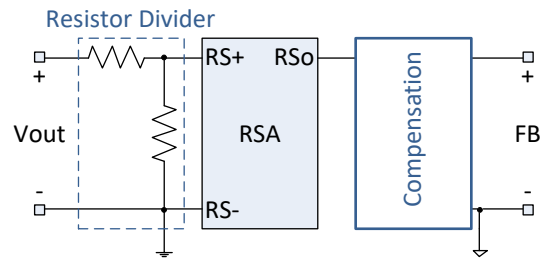 Resistor Divider
RS+ RSo
+ +
Vout RSA Compensation FB
- -
RS-